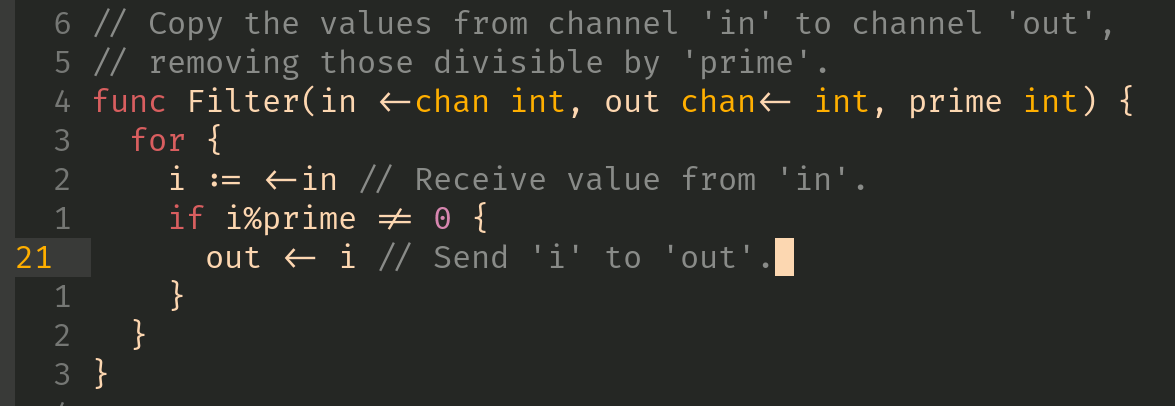 6 // Copy the values from channel 'in' to channel 'out',
5 // removing those divisible by 'prime'.
4 func Filter(in <-chan int, out chan<- int, prime int) {
3   for {
2     i := <-in // Receive value from 'in'.
1     if i%prime != 0 {
21       out <- i // Send 'i' to 'out'.
1     }
2   }
3 }